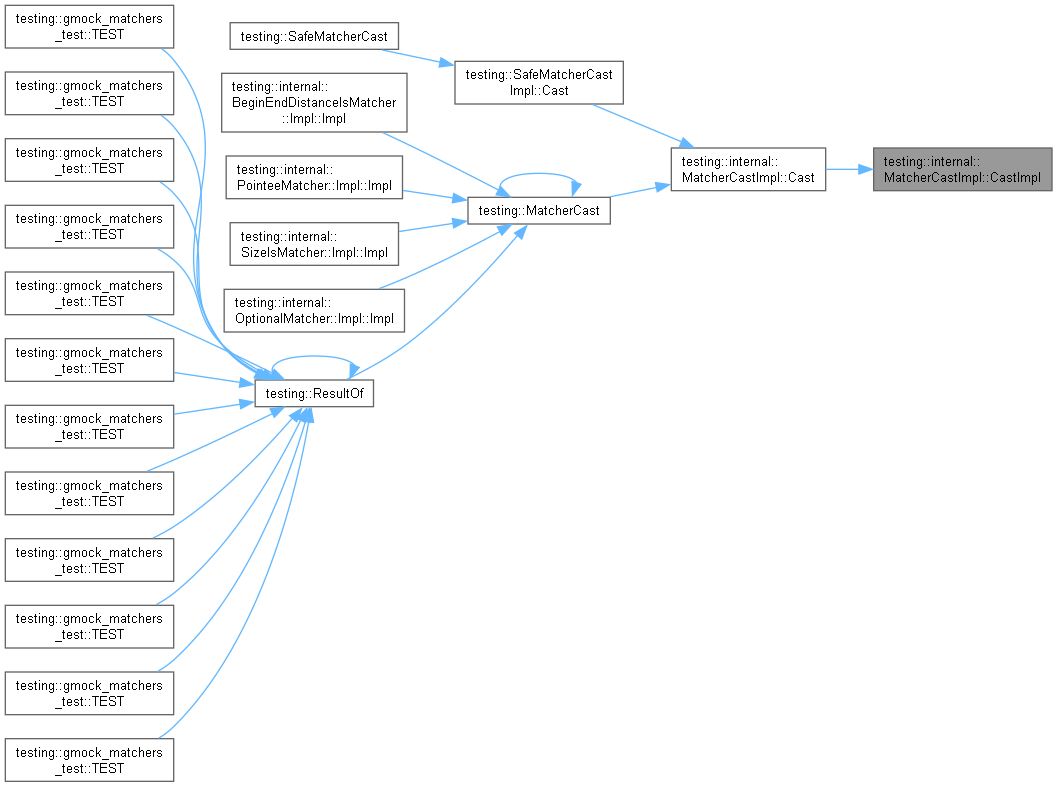 testing::gmock_matchers
_test::TEST
testing::gmock_matchers
_test::TEST
testing::gmock_matchers
_test::TEST
testing::gmock_matchers
_test::TEST
testing::gmock_matchers
_test::TEST
testing::gmock_matchers
_test::TEST
testing::gmock_matchers
_test::TEST
testing::gmock_matchers
_test::TEST
testing::gmock_matchers
_test::TEST
testing::gmock_matchers
_test::TEST
testing::gmock_matchers
_test::TEST
testing::gmock_matchers
_test::TEST
testing::SafeMatcherCast
testing::internal::
BeginEndDistanceIsMatcher
::Impl::Impl
testing::internal::
PointeeMatcher::Impl::Impl
testing::internal::
SizeIsMatcher::Impl::Impl
testing::internal::
OptionalMatcher::Impl::Impl
testing::ResultOf
testing::SafeMatcherCast
Impl::Cast
testing::MatcherCast
testing::internal::
MatcherCastImpl::Cast
testing::internal::
MatcherCastImpl::CastImpl